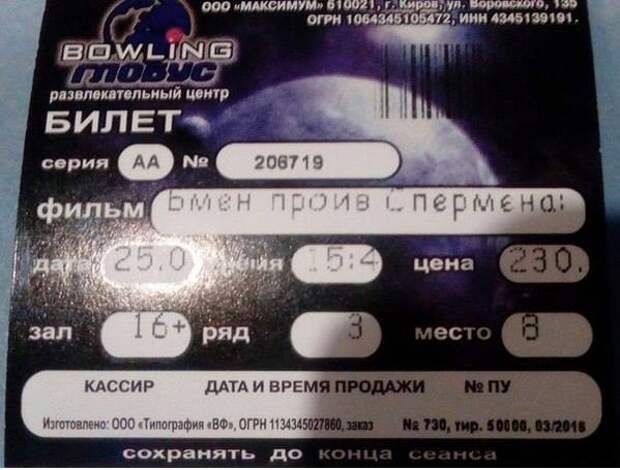 ООО «МАКСИМУМ» 610021, г. Киров, ул. Воровского, 135
ОГРН 1064345105472, ИНН 4345139191.
BOWLING
ГЛОБУС
развлекательный центр
БИЛЕТ
серия АА № 206719
фильм Бмен проив Спермена:
дата 25.0 время 15:4 цена 230.
зал 16+ ряд 3 место 8
КАССИР ДАТА И ВРЕМЯ ПРОДАЖИ № ПУ
Изготовлено: ООО «Типография «ВФ», ОГРН 1134345027860, заказ № 730, тир. 50000, 03/2016
сохранять до конца сеанса